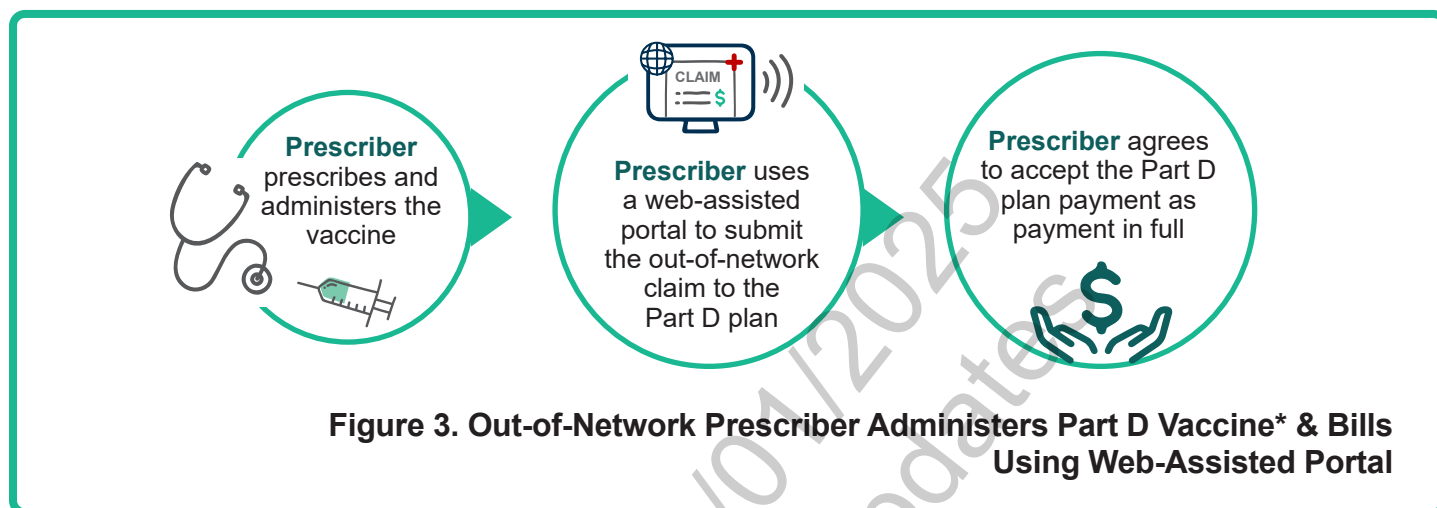 Prescriber
prescribes and
administers the
vaccine
CLAIM
$
Prescriber uses
a web-assisted
portal to submit
the out-of-network
claim to the
Part D plan
Prescriber agrees
to accept the Part D
plan payment as
payment in full
$
Figure 3. Out-of-Network Prescriber Administers Part D Vaccine* & Bills
Using Web-Assisted Portal
/01/2025